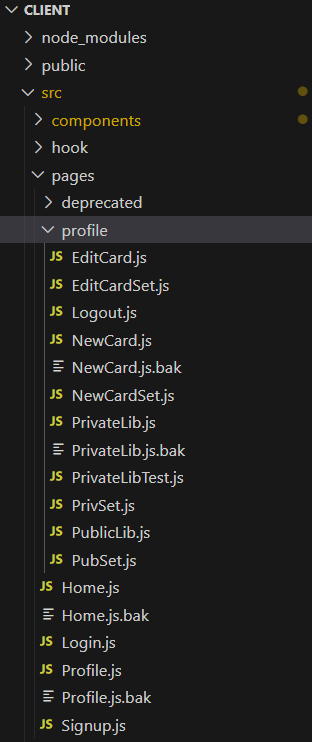 CLIENT
node_modules
public
src
components
hook
pages
deprecated
profile
JS EditCard.js
JS EditCardSet.js
JS Logout.js
JS NewCard.js
NewCard.js.bak
JS NewCardSet.js
JS PrivateLib.js
PrivateLib.js.bak
JS PrivateLibTest.js
JS PrivSet.js
JS PublicLib.js
JS PubSet.js
JS Home.js
Home.js.bak
JS Login.js
JS Profile.js
Profile.js.bak
JS Signup.js